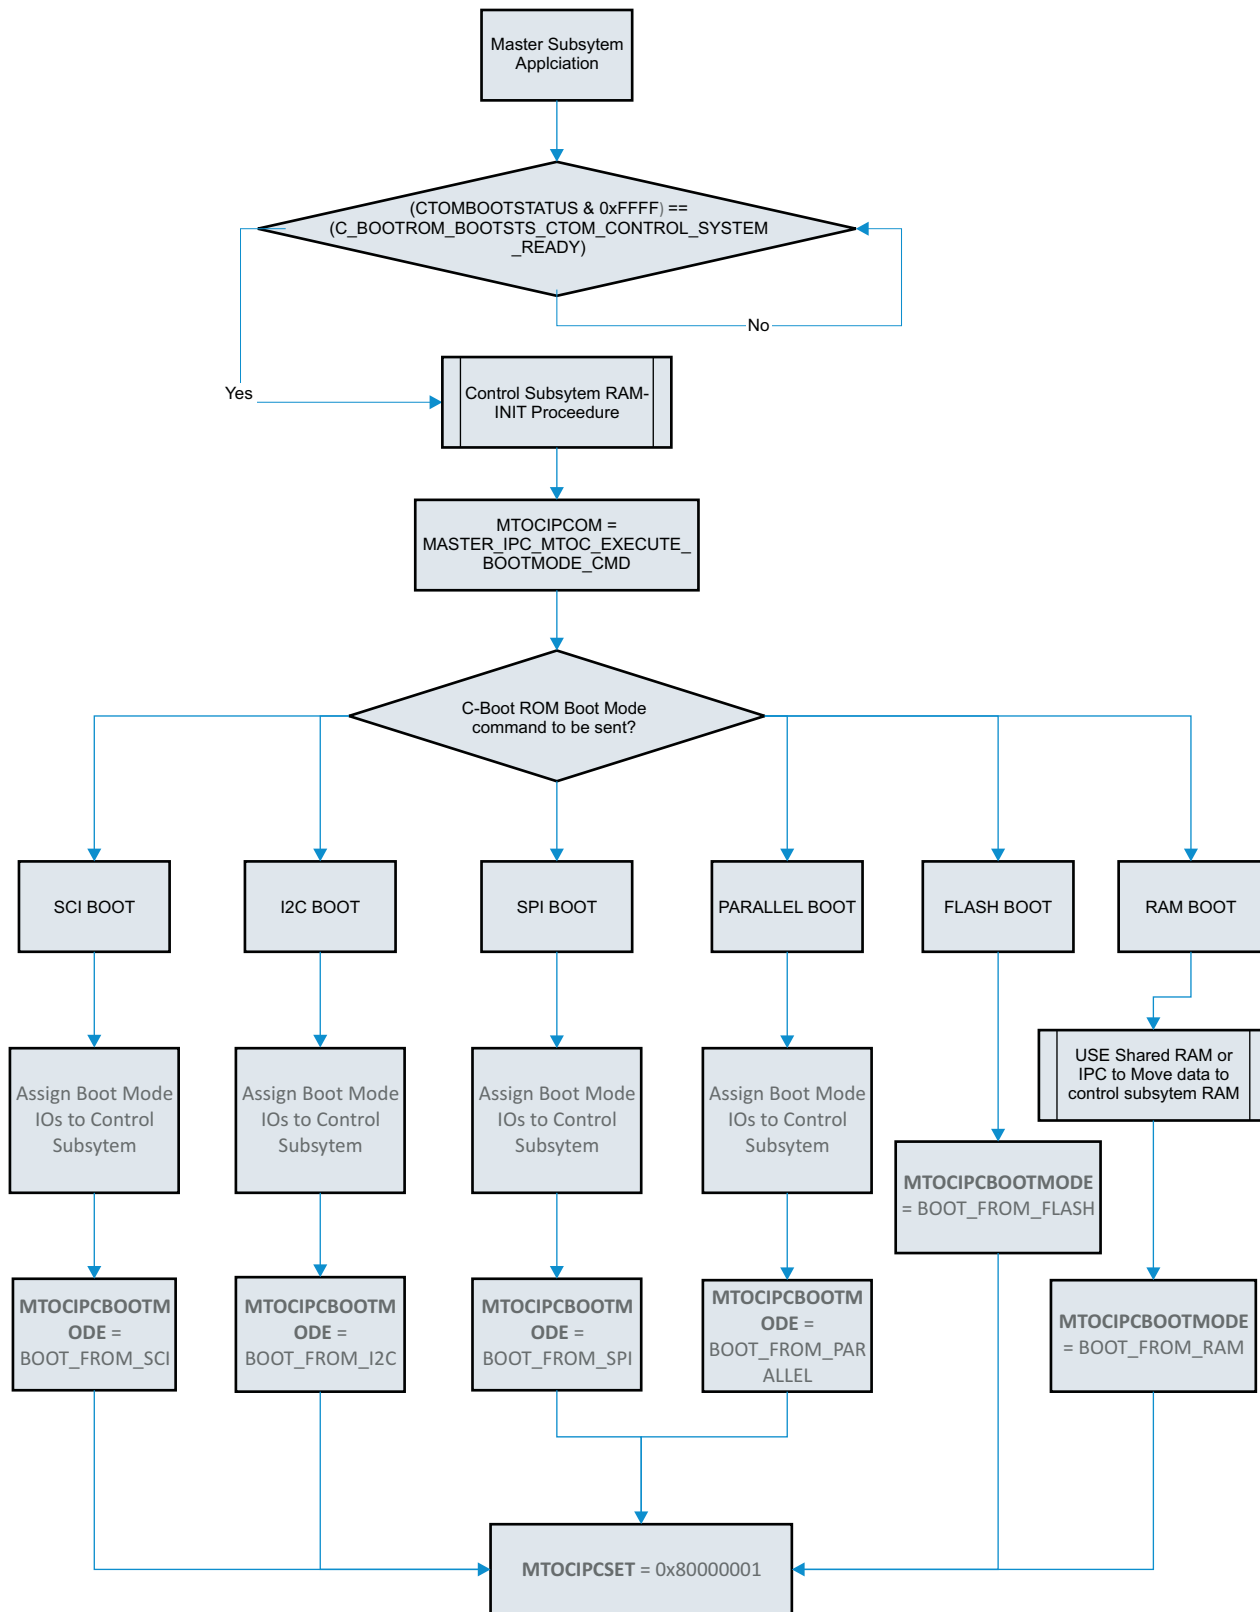 Master Subsytem
Applciation
(CTOMBOOTSTATUS & 0xFFFF) ==
(C_BOOTROM_BOOTSTS_CTOM_CONTROL_SYSTEM
_READY)
No
Yes
Control Subsytem RAM-
INIT Proceedure
MTOCIPCOM =
MASTER_IPC_MTOC_EXECUTE_
BOOTMODE_CMD
C-Boot ROM Boot Mode
command to be sent?
SCI BOOT
I2C BOOT
SPI BOOT
PARALLEL BOOT
FLASH BOOT
RAM BOOT
Assign Boot Mode
IOs to Control
Subsytem
Assign Boot Mode
IOs to Control
Subsytem
Assign Boot Mode
IOs to Control
Subsytem
Assign Boot Mode
IOs to Control
Subsytem
USE Shared RAM or
IPC to Move data to
control subsytem RAM
MTOCIPCBOOTMODE
= BOOT_FROM_FLASH
MTOCIPCBOOTM
ODE =
BOOT_FROM_SCI
MTOCIPCBOOTM
ODE =
BOOT_FROM_I2C
MTOCIPCBOOTM
ODE =
BOOT_FROM_SPI
MTOCIPCBOOTM
ODE =
BOOT_FROM_PAR
ALLEL
MTOCIPCBOOTMODE
= BOOT_FROM_RAM
MTOCIPCSET = 0x80000001